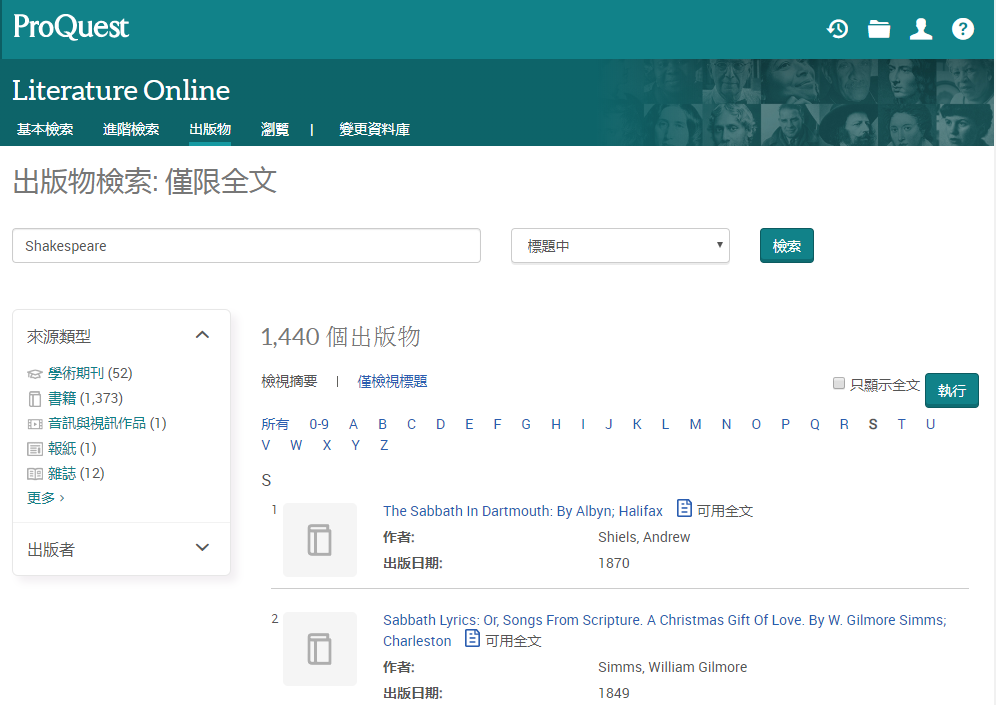 ProQuest
Literature Online
基本檢索 進階檢索 出版物 瀏覽 | 變更資料庫
出版物檢索: 僅限全文
Shakespeare 標題中 檢索
來源類型
學術期刊 (52)
書籍 (1,373)
音訊與視訊作品 (1)
報紙 (1)
雜誌 (12)
更多 ›
出版者
1,440 個出版物
檢視摘要 | 僅檢視標題
只顯示全文 執行
所有 0-9 A B C D E F G H I J K L M N O P Q R S T U
V W X Y Z
S
1 The Sabbath In Dartmouth: By Albyn; Halifax 可用全文
作者: Shiels, Andrew
出版日期: 1870
2 Sabbath Lyrics: Or, Songs From Scripture. A Christmas Gift Of Love. By W. Gilmore Simms;
Charleston 可用全文
作者: Simms, William Gilmore
出版日期: 1849